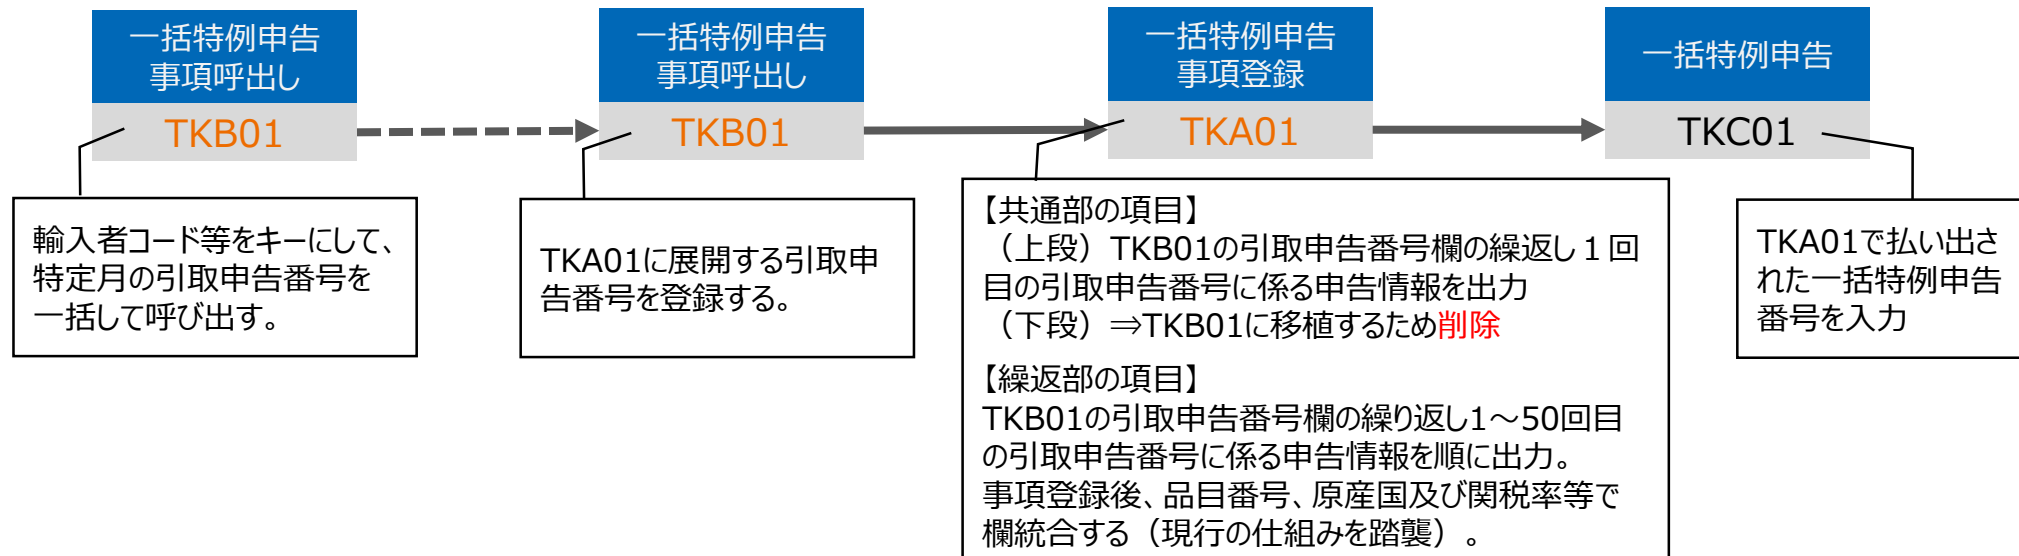 一括特例申告
事項呼出し
TKB01
輸入者コード等をキーにして、
特定月の引取申告番号を
一括して呼び出す。
一括特例申告
事項呼出し
TKB01
TKA01に展開する引取申
告番号を登録する。
一括特例申告
事項登録
TKA01
【共通部の項目】
（上段）TKB01の引取申告番号欄の繰返し１回
目の引取申告番号に係る申告情報を出力
（下段）⇒TKB01に移植するため削除
【繰返部の項目】
TKB01の引取申告番号欄の繰り返し1～50回目
の引取申告番号に係る申告情報を順に出力。
事項登録後、品目番号、原産国及び関税率等で
欄統合する（現行の仕組みを踏襲）。
一括特例申告
TKC01
TKA01で払い出さ
れた一括特例申告
番号を入力